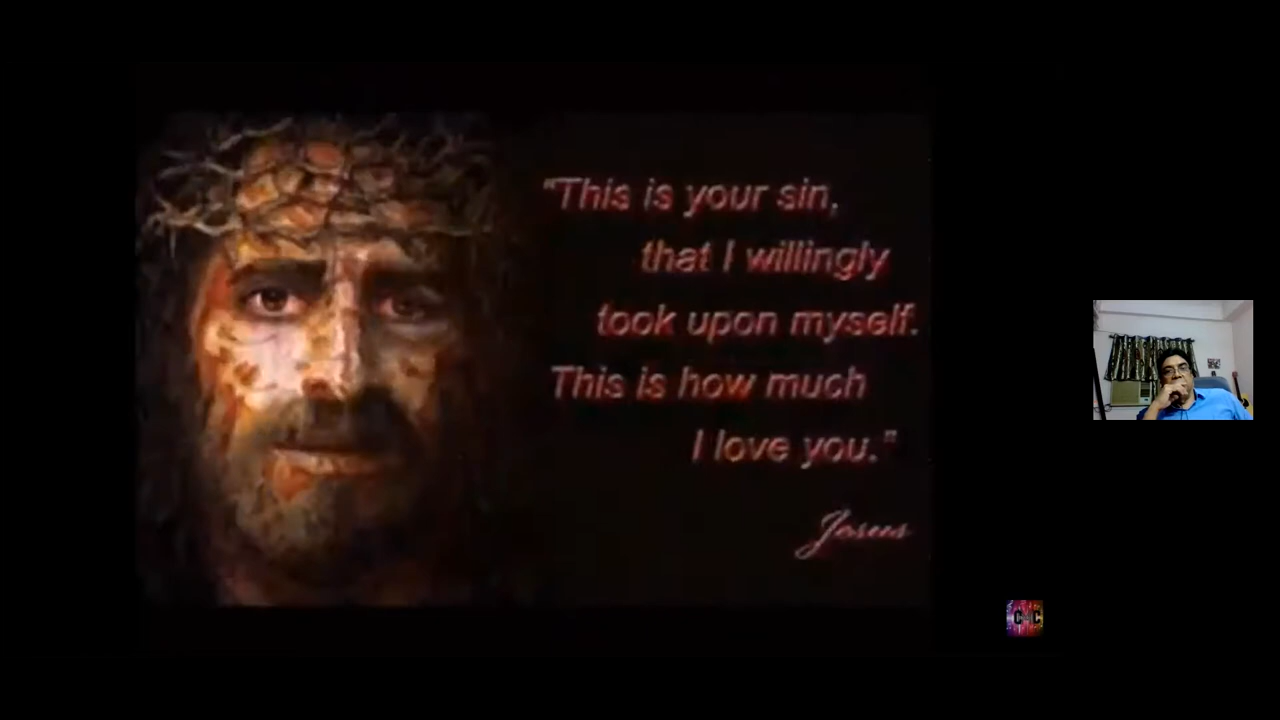 "This is your sin,
that I willingly
took upon myself.
This is how much
I love you."
Jesus